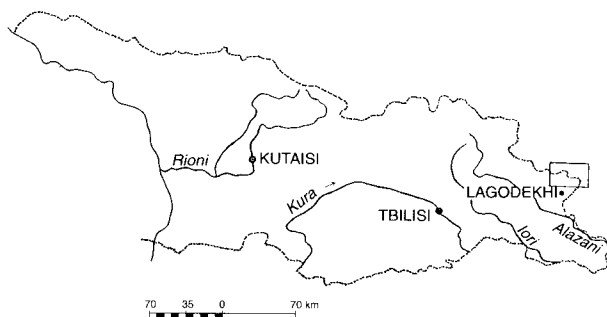 Rioni
KUTAISI
LAGODEKHI
Kura →
TBILISI
Iori
Alazani
70 35 0 70 km